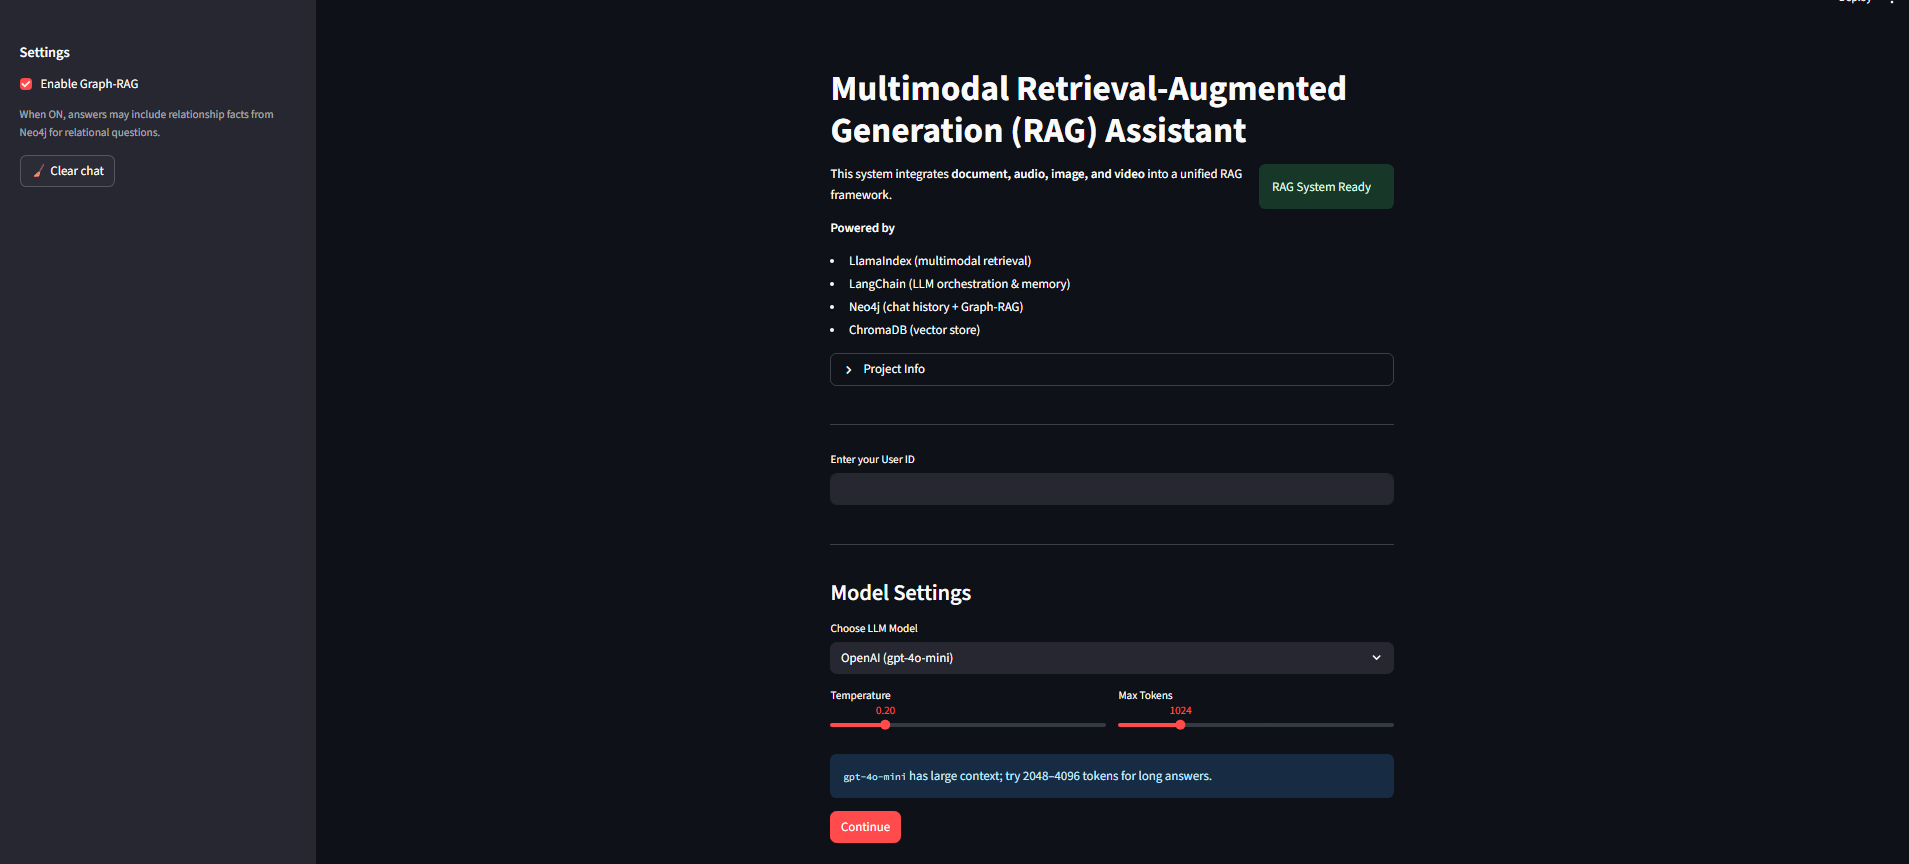 Settings
Enable Graph-RAG
When ON, answers may include relationship facts from
Neo4j for relational questions.
Clear chat
Deploy
Multimodal Retrieval-Augmented
Generation (RAG) Assistant
This system integrates document, audio, image, and video into a unified RAG
framework.
RAG System Ready
Powered by
LlamaIndex (multimodal retrieval)
LangChain (LLM orchestration & memory)
Neo4j (chat history + Graph-RAG)
ChromaDB (vector store)
Project Info
Enter your User ID
Model Settings
Choose LLM Model
OpenAI (gpt-4o-mini)
Temperature
0.20
Max Tokens
1024
gpt-4o-mini has large context; try 2048–4096 tokens for long answers.
Continue